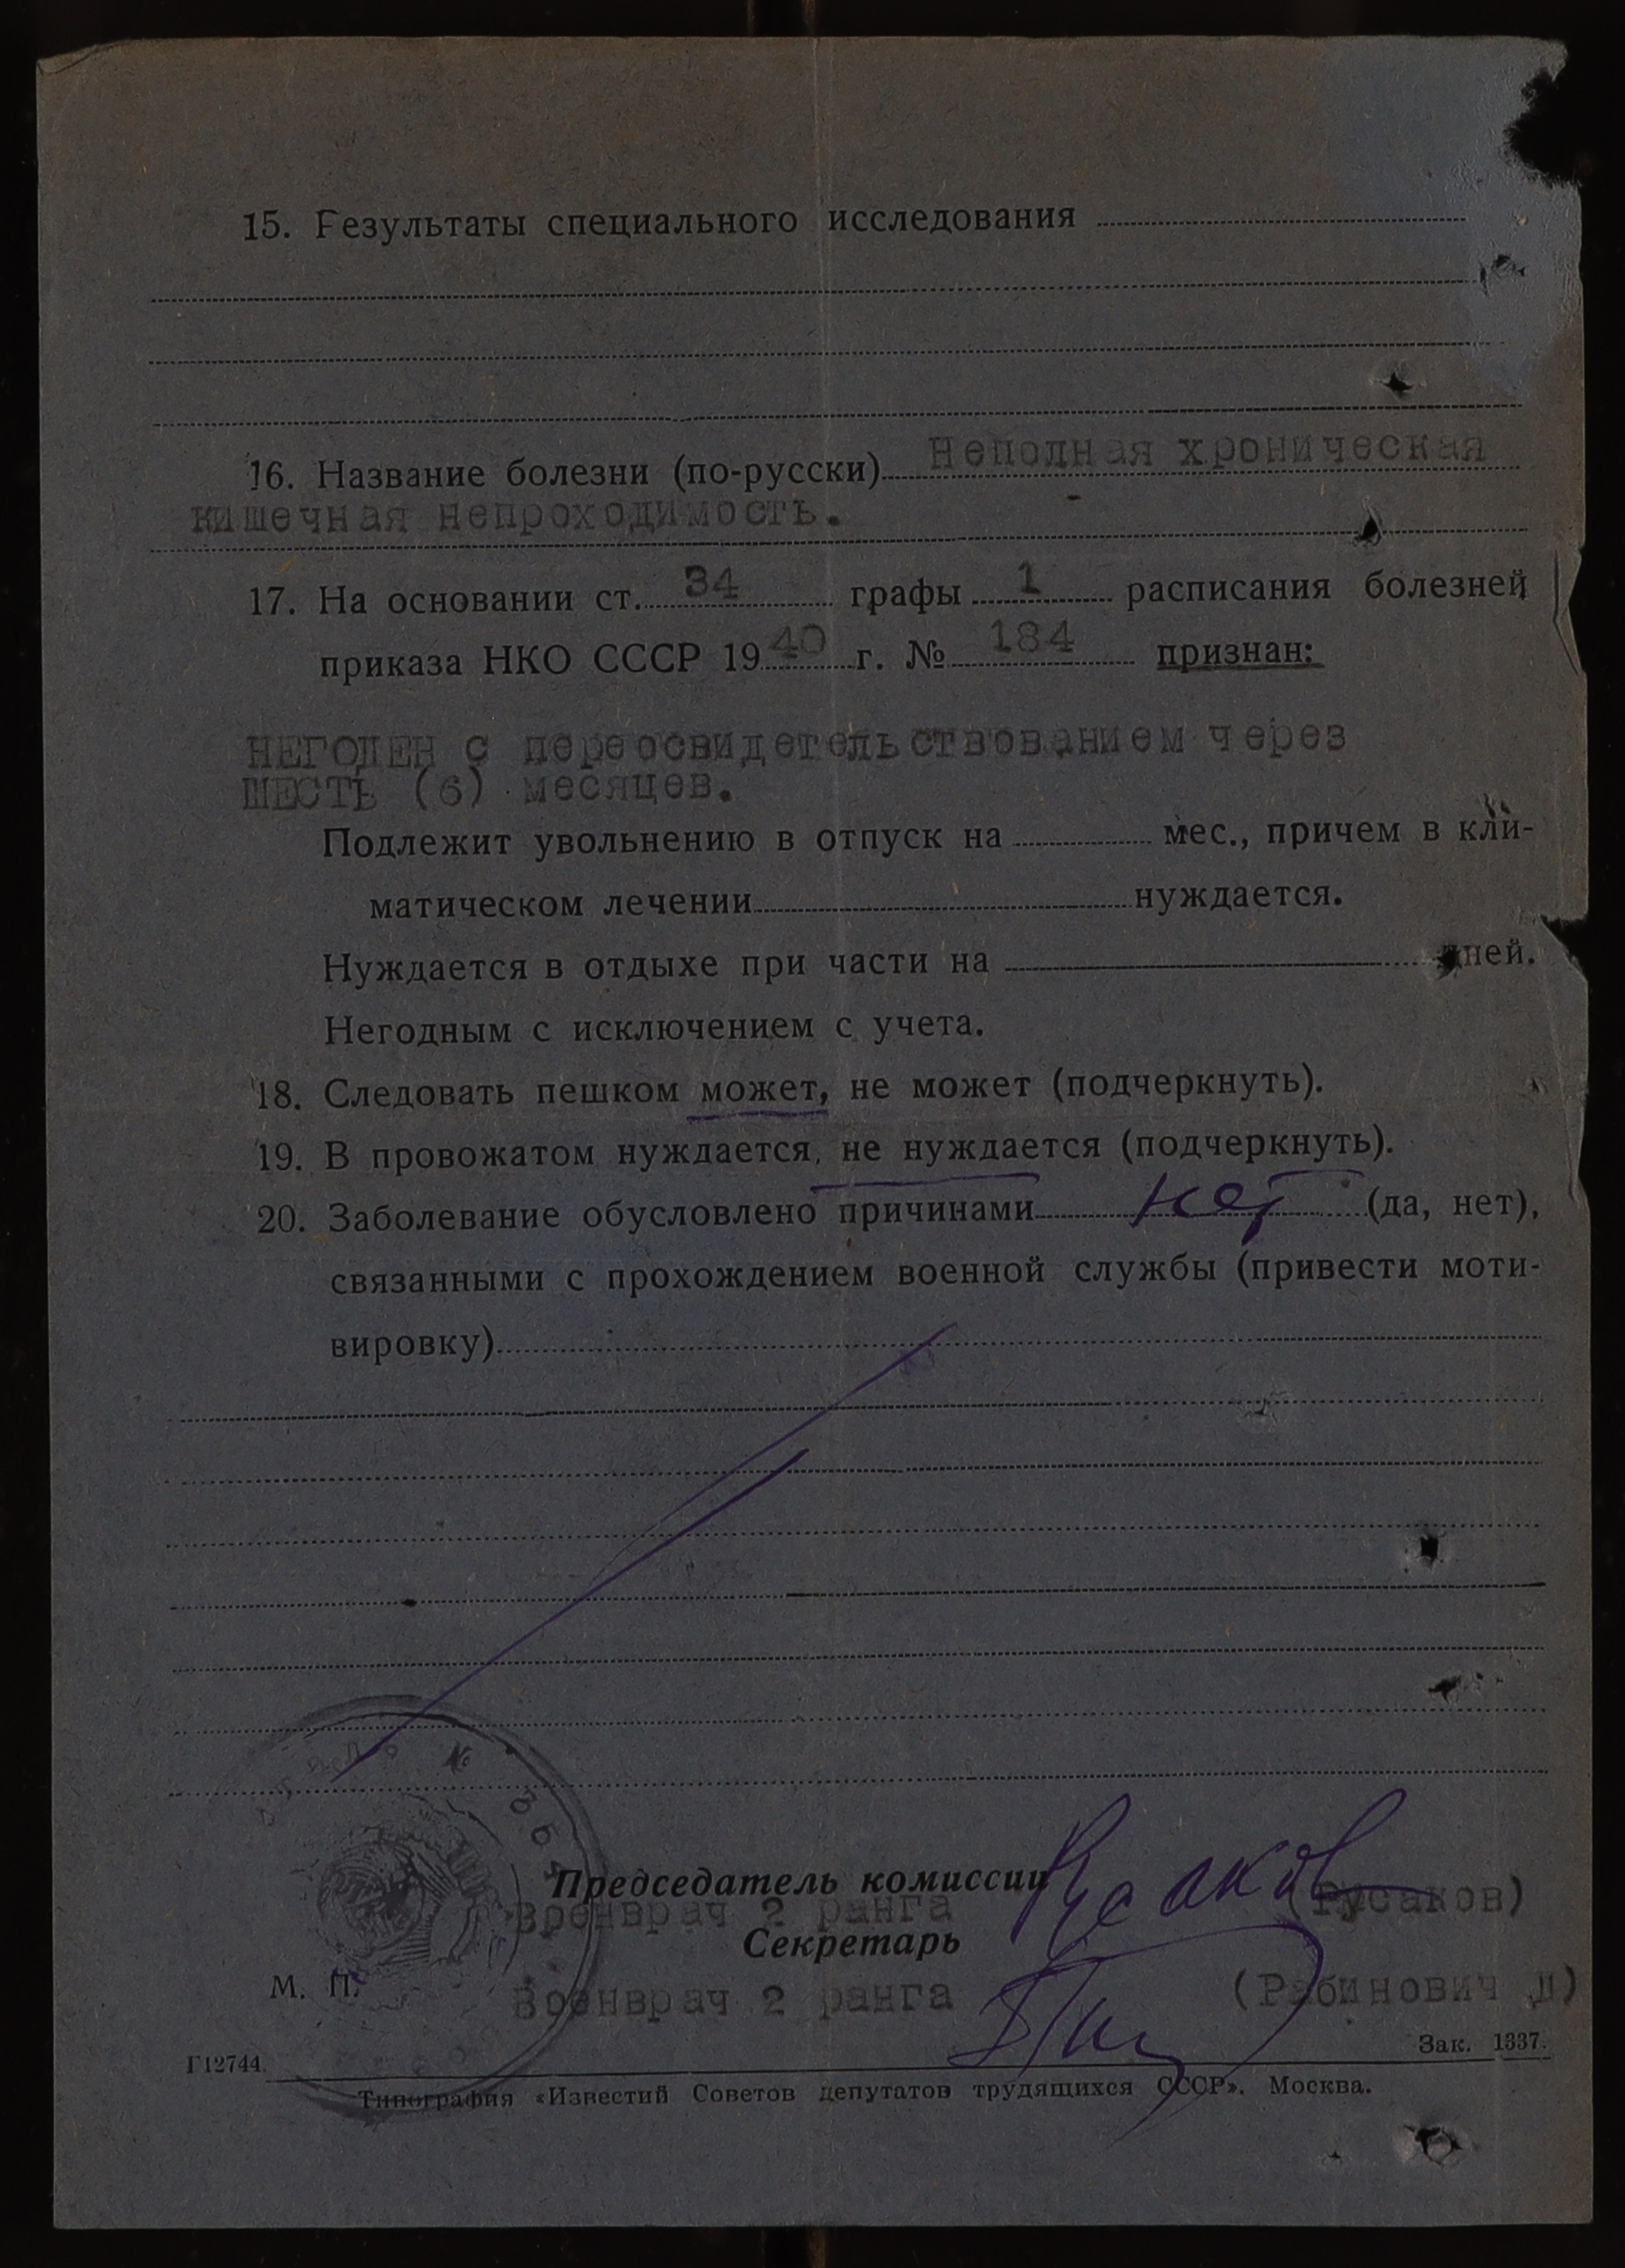 15. Результаты специального исследования
16. Название болезни (по-русски) Неполная хроническая
кишечная непроходимость.
17. На основании ст. 34 графы 1 расписания болезней
приказа НКО СССР 1940 г. № 184 признан:
НЕГОДЕН с переосвидетельствованием через
ШЕСТЬ (6) месяцев.
Подлежит увольнению в отпуск на мес., причем в кли-
матическом лечении нуждается.
Нуждается в отдыхе при части на дней.
Негодным с исключением с учета.
18. Следовать пешком может, не может (подчеркнуть).
19. В провожатом нуждается, не нуждается (подчеркнуть).
20. Заболевание обусловлено причинами нет (да, нет),
связанными с прохождением военной службы (привести моти-
вировку)
Председатель комиссии Русаков
Военврач 2 ранга (Русаков)
Секретарь
М. П. Военврач 2 ранга (Рабинович Д)
Г12744. Зак. 1337.
Типография «Известий Советов депутатов трудящихся СССР». Москва.